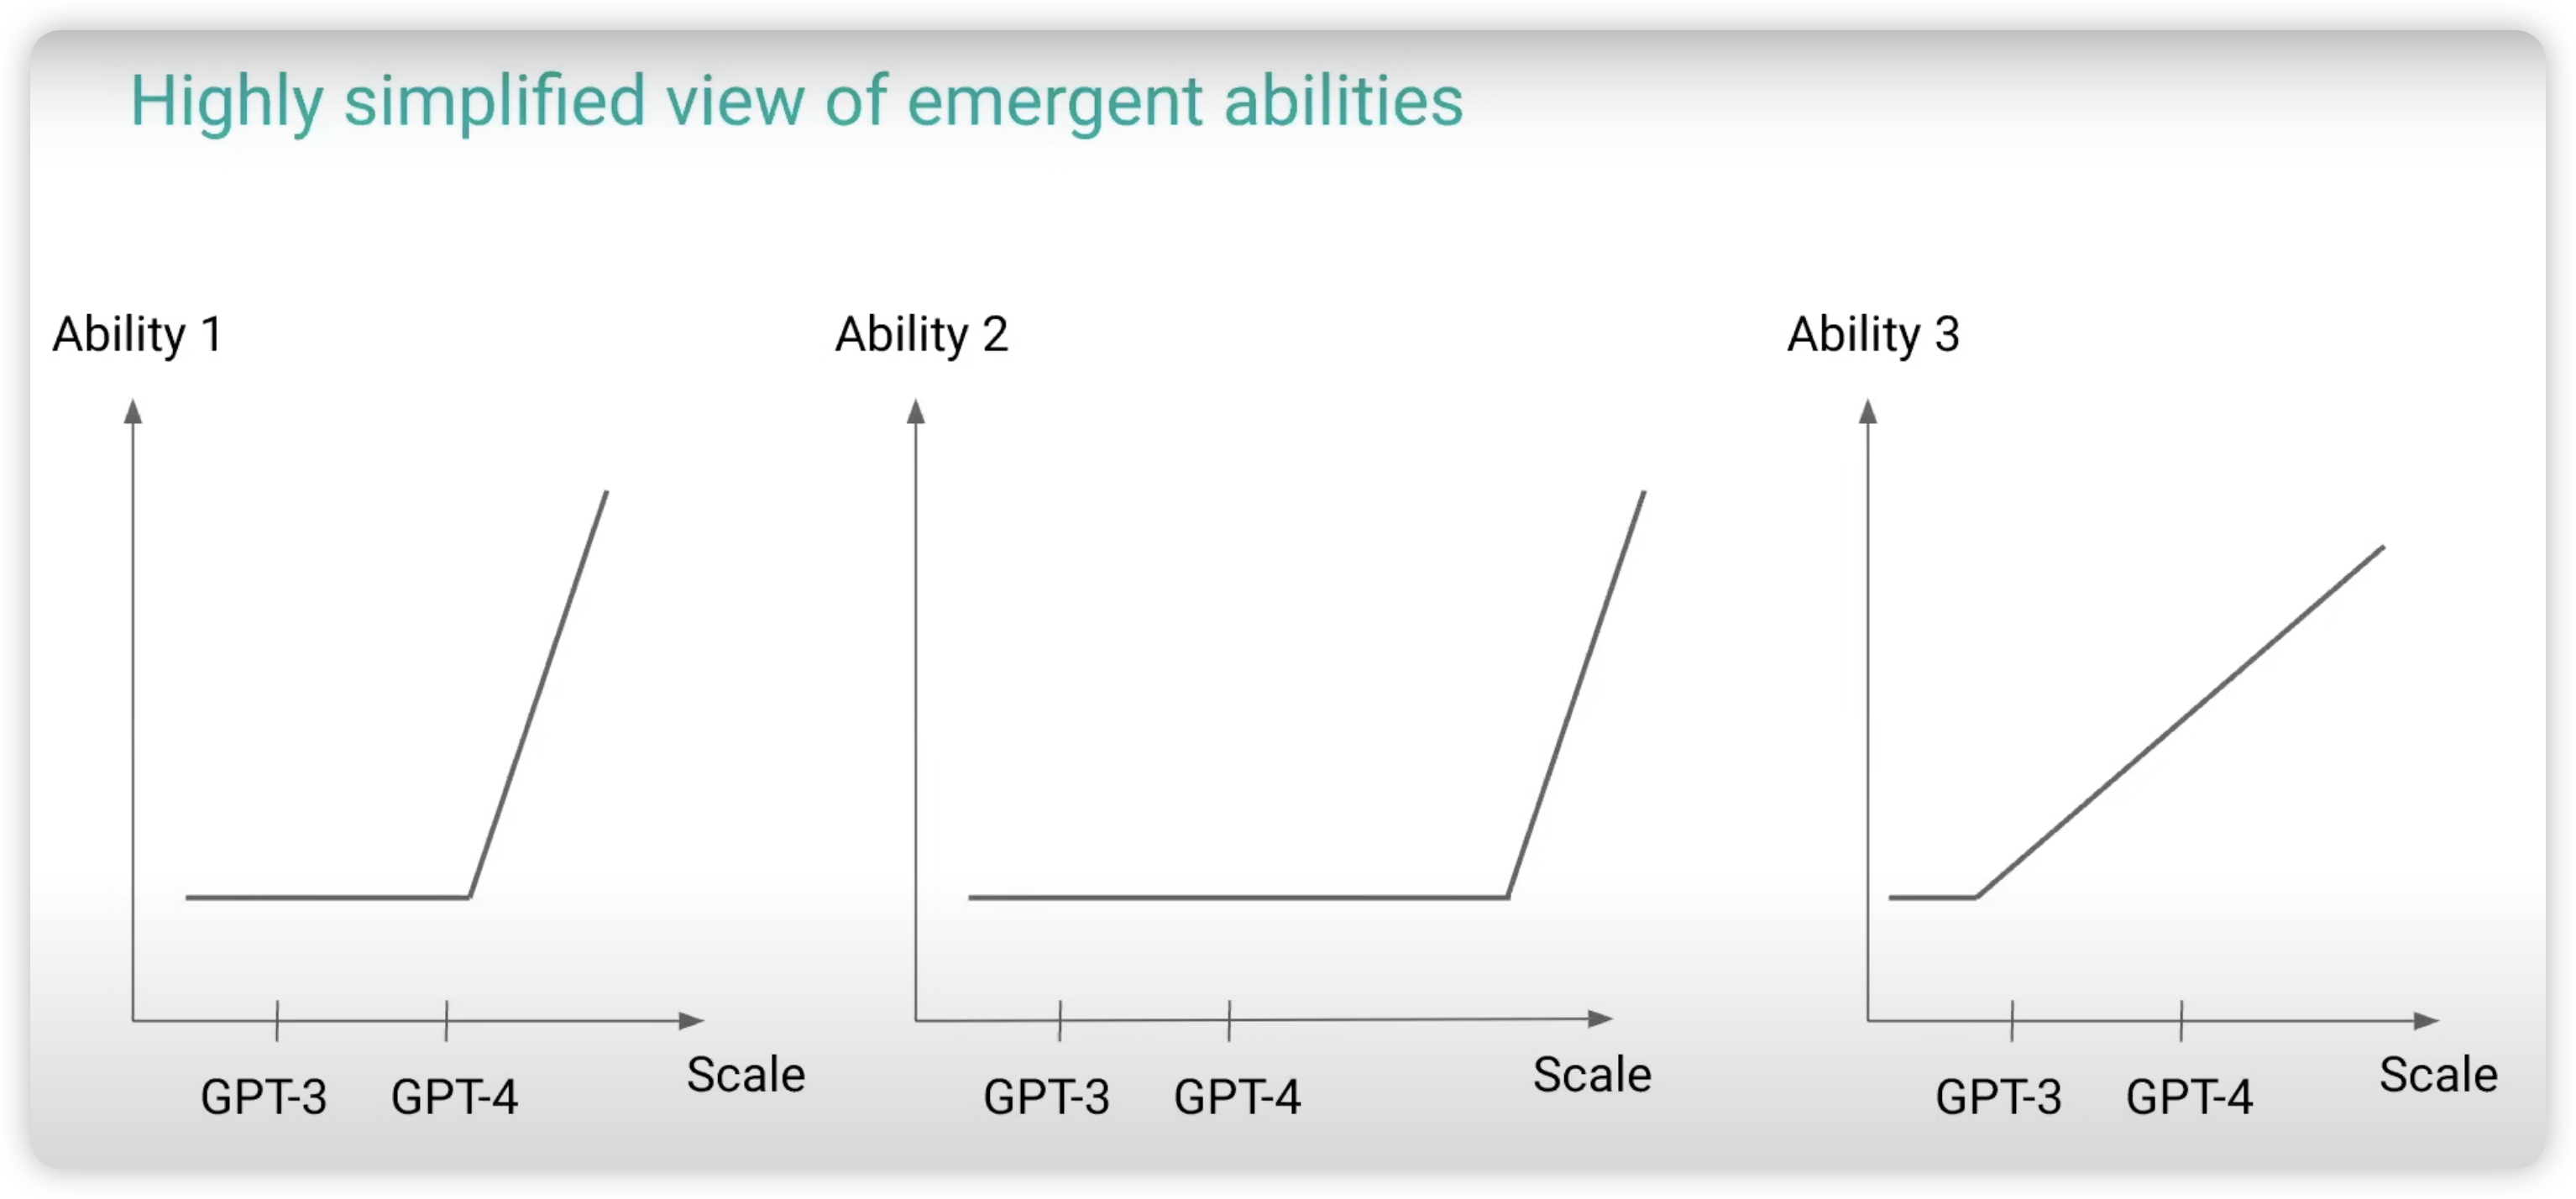 Highly simplified view of emergent abilities
Ability 1
GPT-3
GPT-4
Scale
Ability 2
GPT-3
GPT-4
Scale
Ability 3
GPT-3
GPT-4
Scale